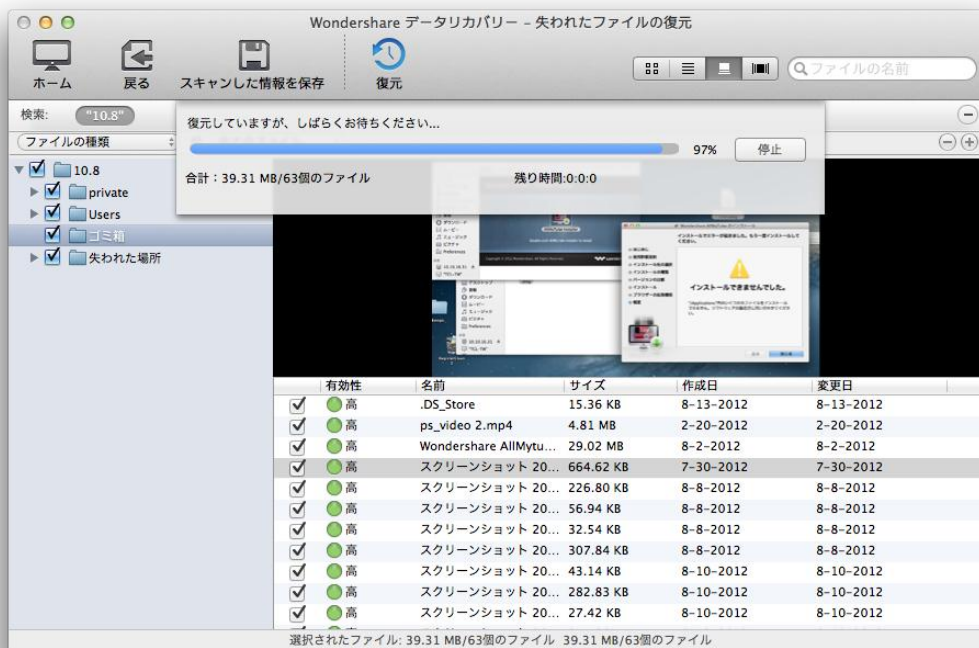 Wondershare データリカバリー – 失われたファイルの復元
ホーム
戻る
スキャンした情報を保存
復元
ファイルの名前
検索:
"10.8"
復元していますが、しばらくお待ちください...
97%
停止
合計：39.31 MB/63個のファイル
残り時間:0:0:0
ファイルの種類
10.8
private
Users
ゴミ箱
失われた場所
インストールできませんでした。
有効性 名前 サイズ 作成日 変更日
高 .DS_Store 15.36 KB 8-13-2012 8-13-2012
高 ps_video 2.mp4 4.81 MB 2-20-2012 2-20-2012
高 Wondershare AllMytu... 29.02 MB 8-2-2012 8-2-2012
高 スクリーンショット 20... 664.62 KB 7-30-2012 7-30-2012
高 スクリーンショット 20... 226.80 KB 8-8-2012 8-8-2012
高 スクリーンショット 20... 56.94 KB 8-8-2012 8-8-2012
高 スクリーンショット 20... 32.54 KB 8-8-2012 8-8-2012
高 スクリーンショット 20... 307.84 KB 8-8-2012 8-8-2012
高 スクリーンショット 20... 43.14 KB 8-10-2012 8-10-2012
高 スクリーンショット 20... 282.83 KB 8-10-2012 8-10-2012
高 スクリーンショット 20... 27.42 KB 8-10-2012 8-10-2012
選択されたファイル: 39.31 MB/63個のファイル 39.31 MB/63個のファイル